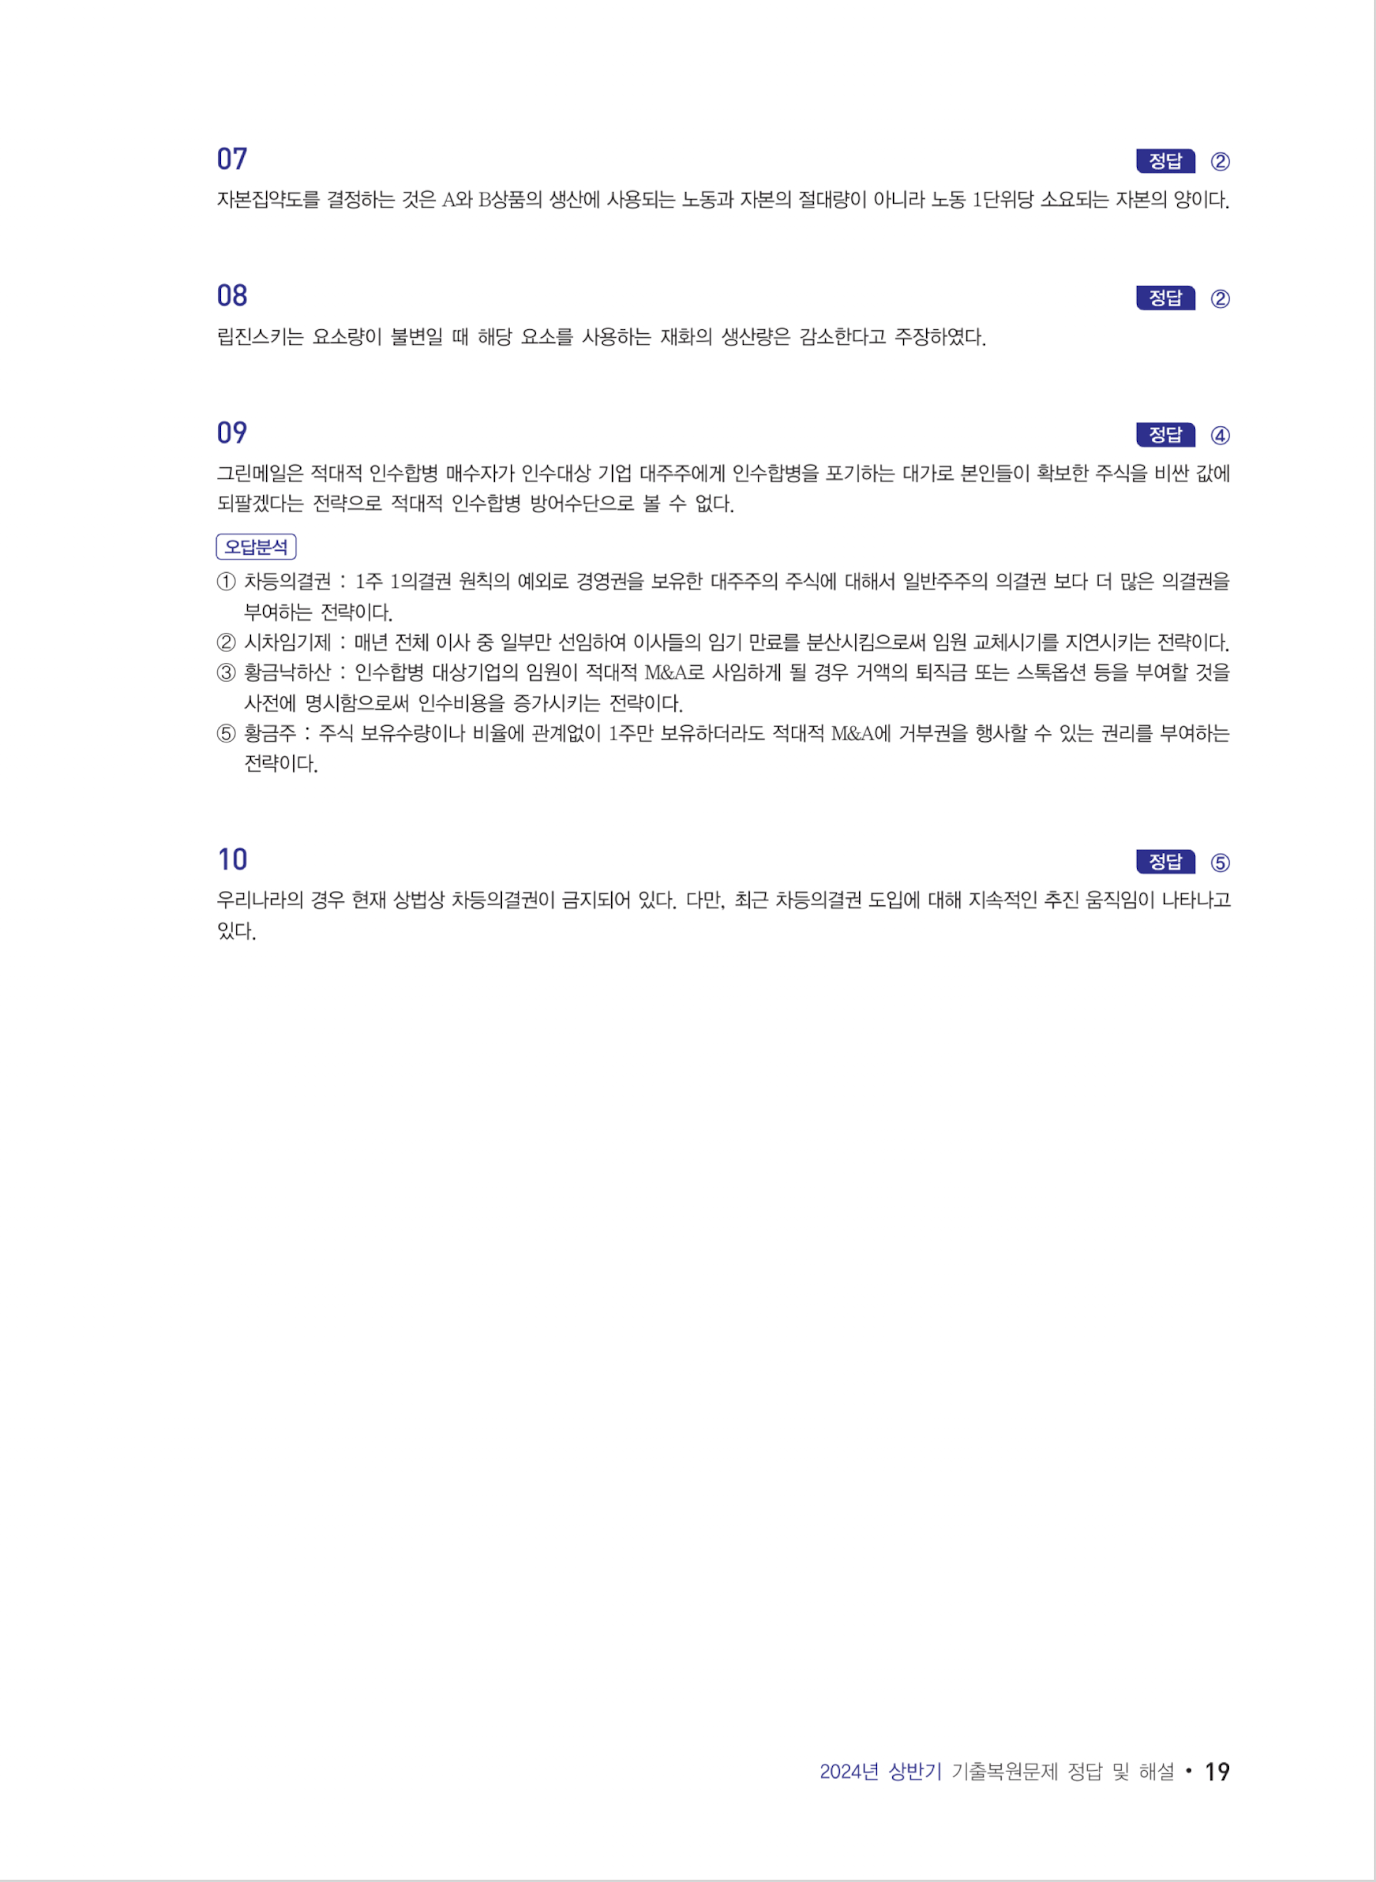 07 정답 ②
자본집약도를 결정하는 것은 A와 B상품의 생산에 사용되는 노동과 자본의 절대량이 아니라 노동 1단위당 소요되는 자본의 양이다.
08 정답 ②
립진스키는 요소량이 불변일 때 해당 요소를 사용하는 재화의 생산량은 감소한다고 주장하였다.
09 정답 ④
그린메일은 적대적 인수합병 매수자가 인수대상 기업 대주주에게 인수합병을 포기하는 대가로 본인들이 확보한 주식을 비싼 값에
되팔겠다는 전략으로 적대적 인수합병 방어수단으로 볼 수 없다.
오답분석
① 차등의결권 : 1주 1의결권 원칙의 예외로 경영권을 보유한 대주주의 주식에 대해서 일반주주의 의결권 보다 더 많은 의결권을
부여하는 전략이다.
② 시차임기제 : 매년 전체 이사 중 일부만 선임하여 이사들의 임기 만료를 분산시킴으로써 임원 교체시기를 지연시키는 전략이다.
③ 황금낙하산 : 인수합병 대상기업의 임원이 적대적 M&A로 사임하게 될 경우 거액의 퇴직금 또는 스톡옵션 등을 부여할 것을
사전에 명시함으로써 인수비용을 증가시키는 전략이다.
⑤ 황금주 : 주식 보유수량이나 비율에 관계없이 1주만 보유하더라도 적대적 M&A에 거부권을 행사할 수 있는 권리를 부여하는
전략이다.
10 정답 ⑤
우리나라의 경우 현재 상법상 차등의결권이 금지되어 있다. 다만, 최근 차등의결권 도입에 대해 지속적인 추진 움직임이 나타나고
있다.
2024년 상반기 기출복원문제 정답 및 해설 • 19